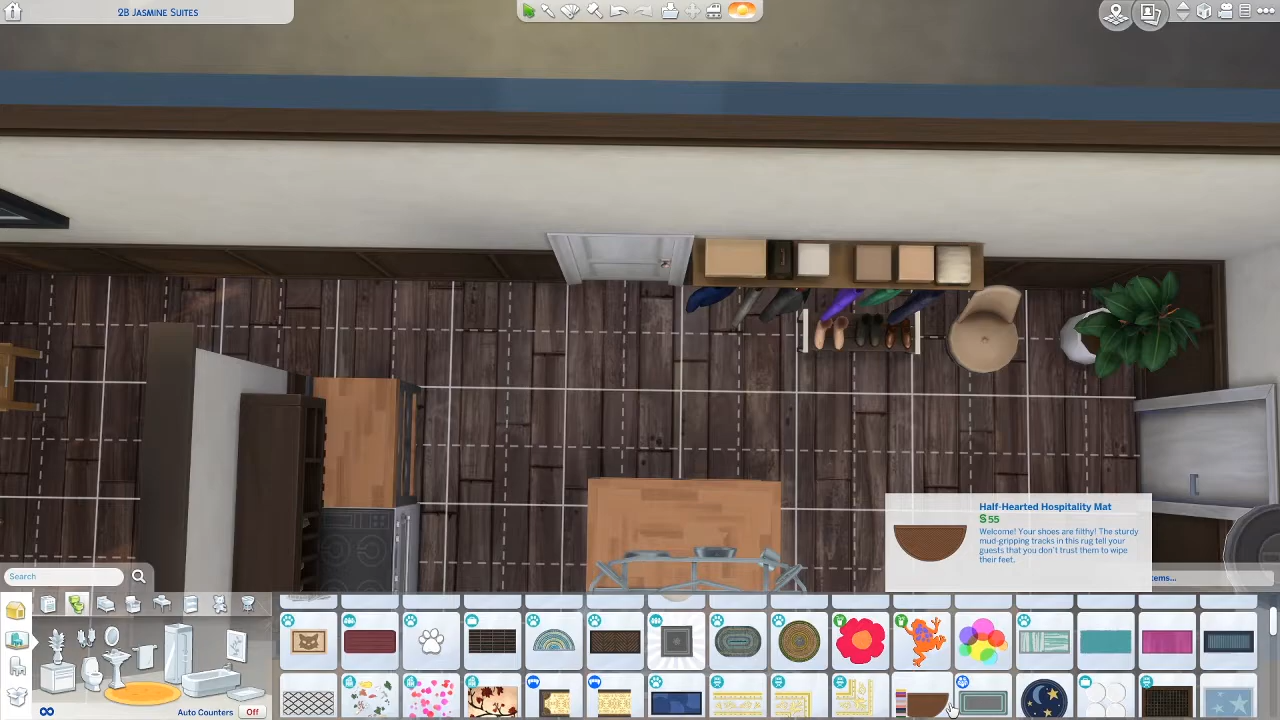 2B Jasmine Suites
Half-Hearted Hospitality Mat
§55
Welcome! Your shoes are filthy! The sturdy
mud-gripping tracks in this rug tell your
guests that you don't trust them to wipe
their feet.
Search
Auto Counters Off